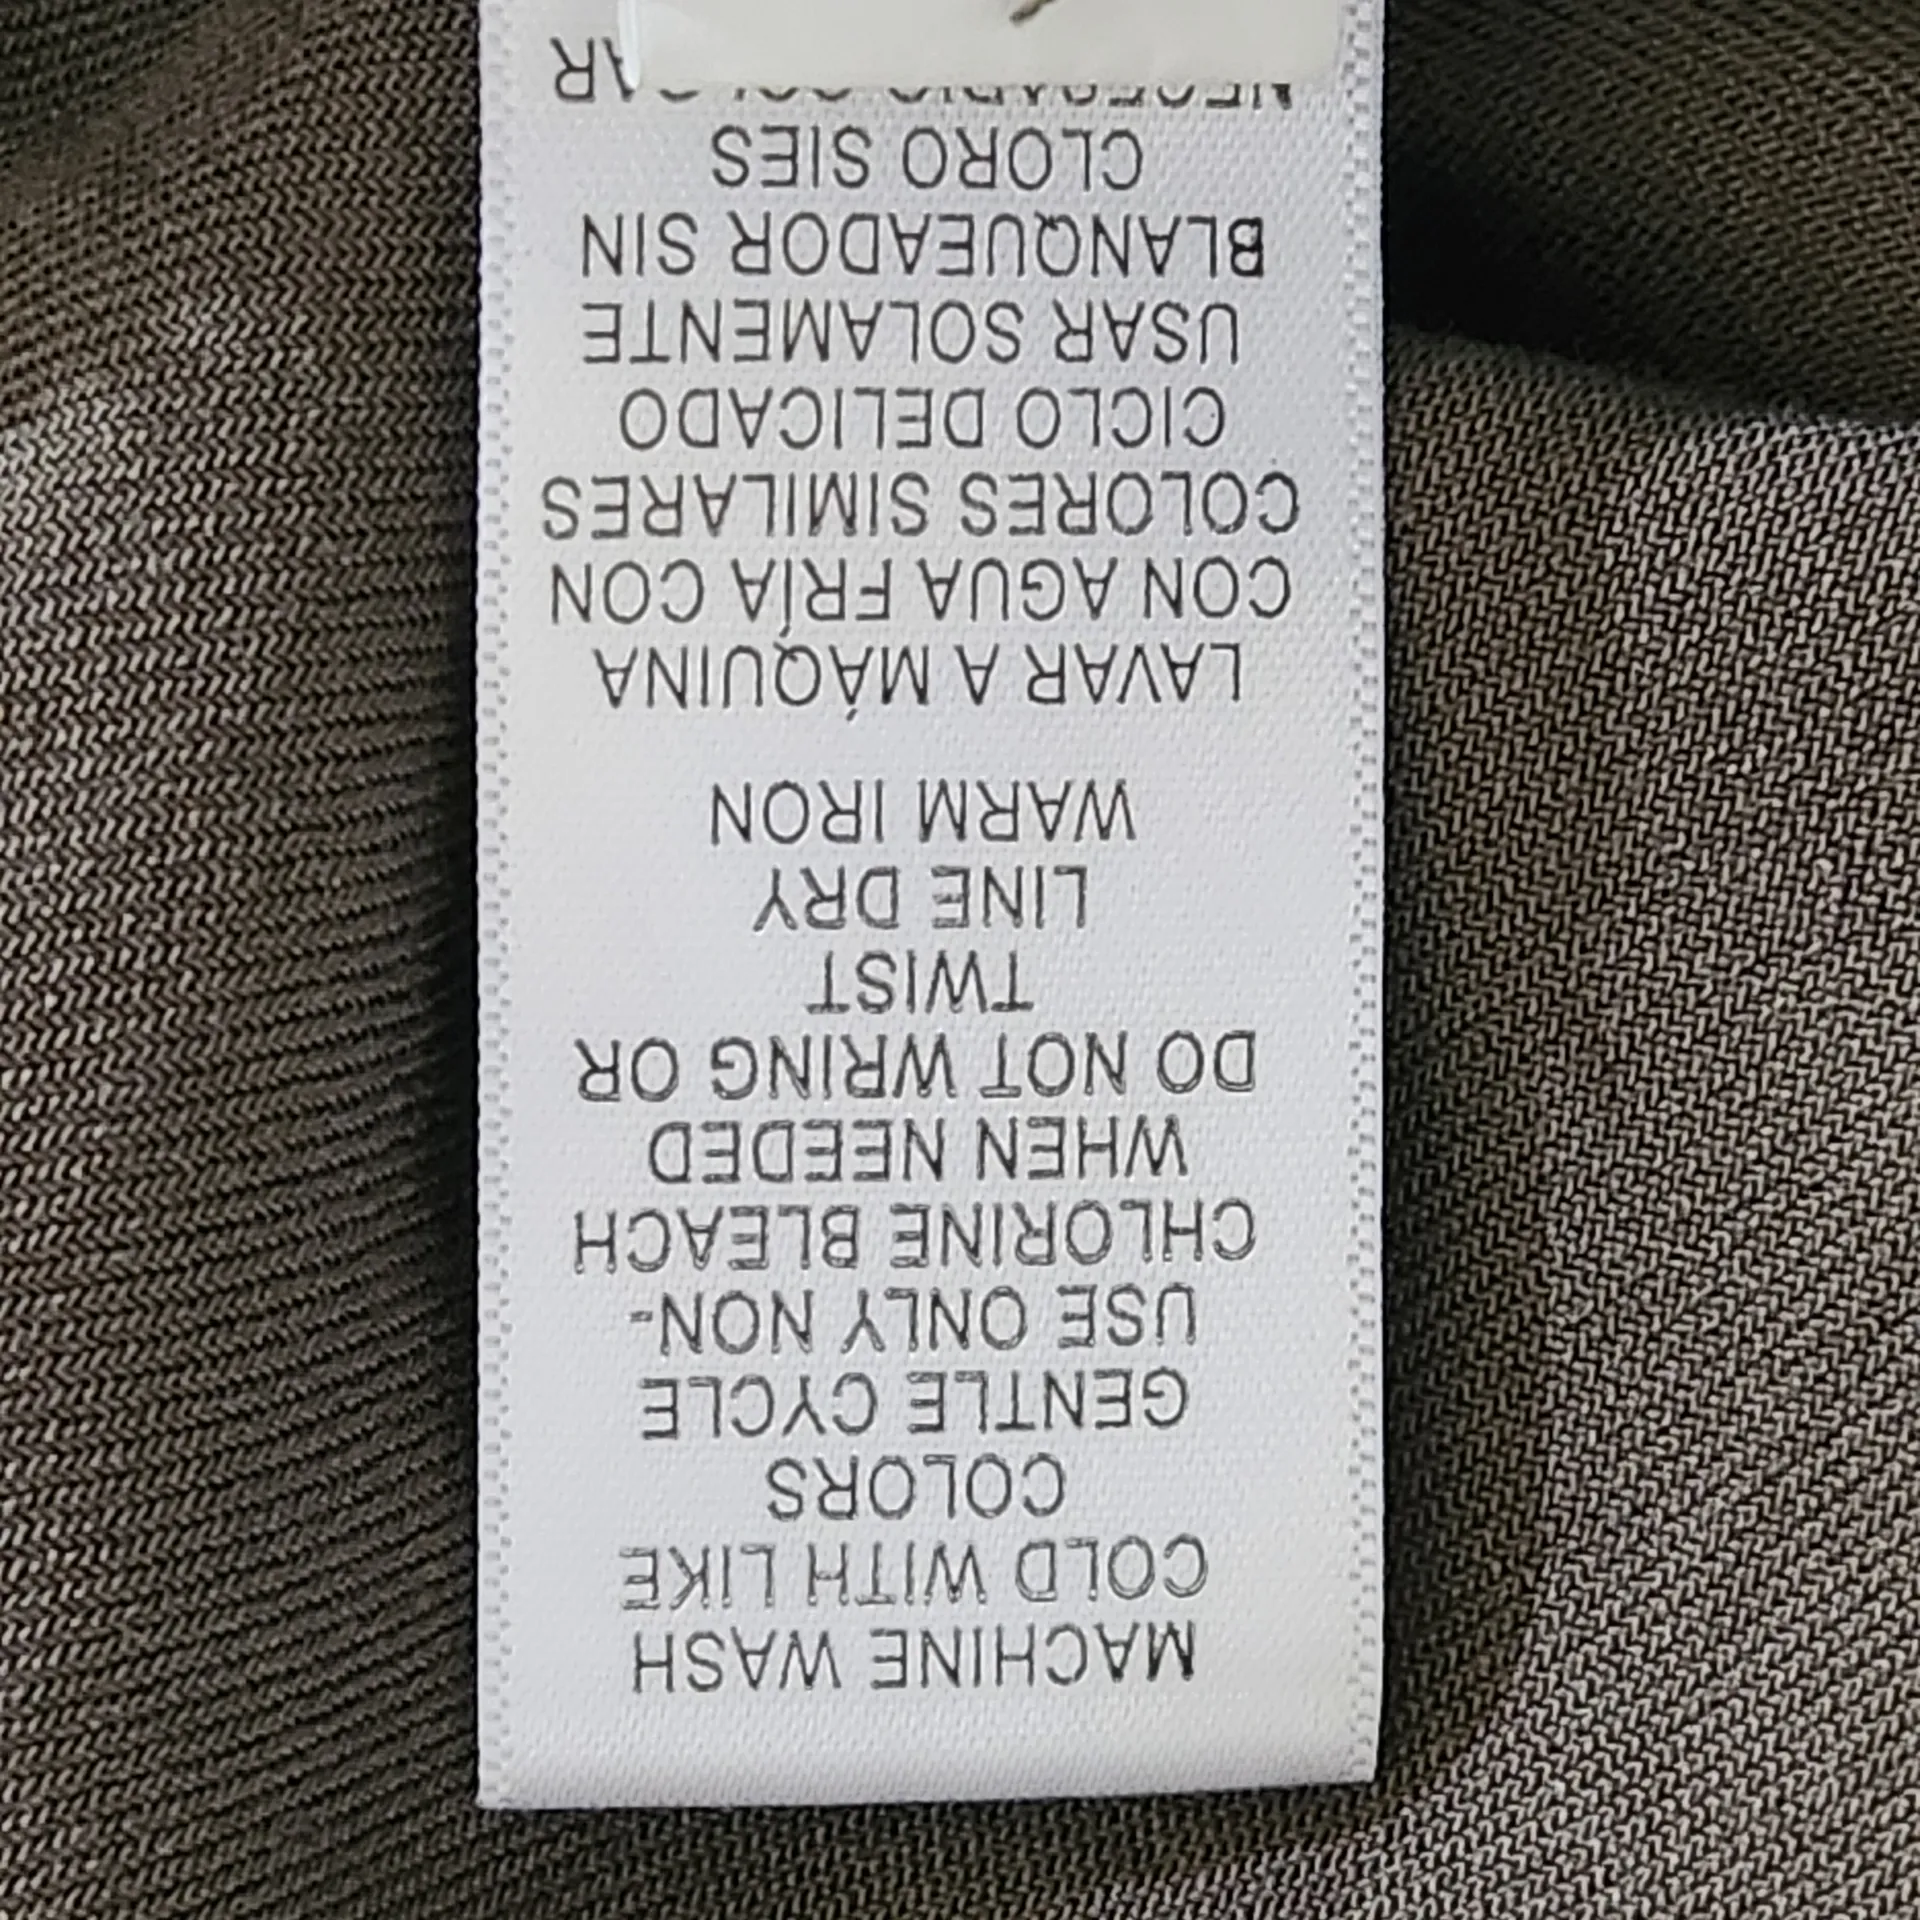 MACHINE WASH
COLD WITH LIKE
COLORS
GENTLE CYCLE
USE ONLY NON-
CHLORINE BLEACH
WHEN NEEDED
DO NOT WRING OR
TWIST
LINE DRY
WARM IRON
LAVAR A MÁQUINA
CON AGUA FRÍA CON
COLORES SIMILARES
CICLO DELICADO
USAR SOLAMENTE
BLANQUEADOR SIN
CLORO SIES